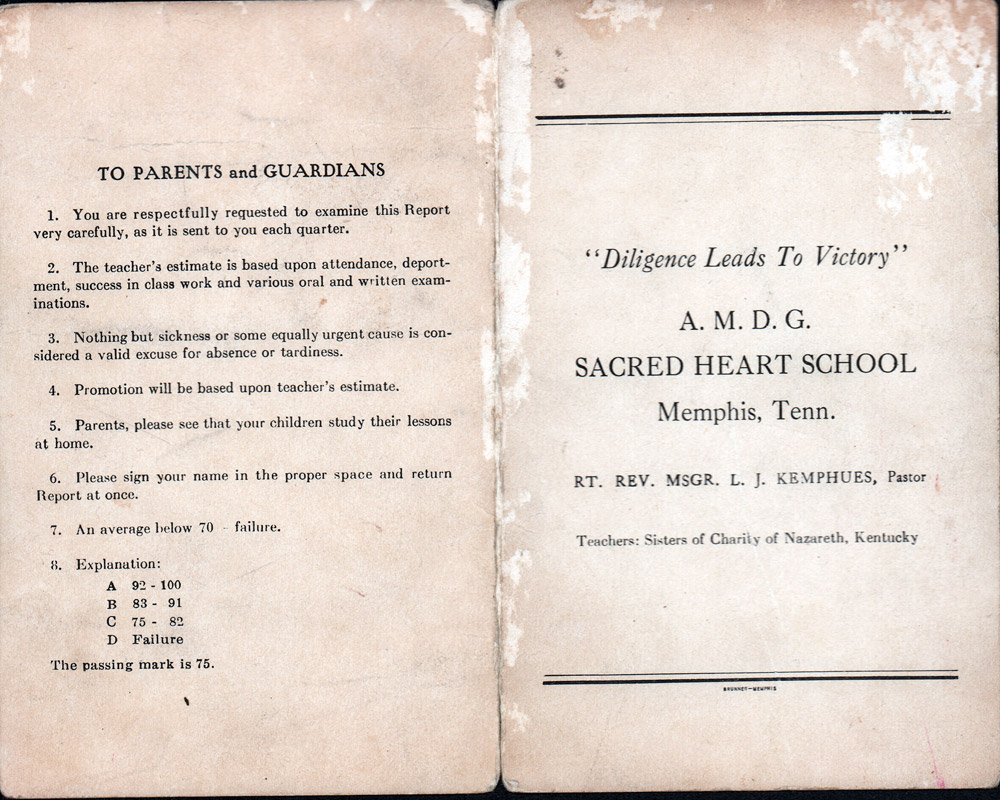 TO PARENTS and GUARDIANS
1. You are respectfully requested to examine this Report
very carefully, as it is sent to you each quarter.
2. The teacher's estimate is based upon attendance, deport-
ment, success in class work and various oral and written exam-
inations.
3. Nothing but sickness or some equally urgent cause is con-
sidered a valid excuse for absence or tardiness.
4. Promotion will be based upon teacher's estimate.
5. Parents, please see that your children study their lessons
at home.
6. Please sign your name in the proper space and return
Report at once.
7. An average below 70 - failure.
8. Explanation:
A 92 - 100
B 83 - 91
C 75 - 82
D Failure
The passing mark is 75.
"Diligence Leads To Victory"
A. M. D. G.
SACRED HEART SCHOOL
Memphis, Tenn.
RT. REV. MSGR. L. J. KEMPHUES, Pastor
Teachers: Sisters of Charity of Nazareth, Kentucky
BRUNNER-MEMPHIS